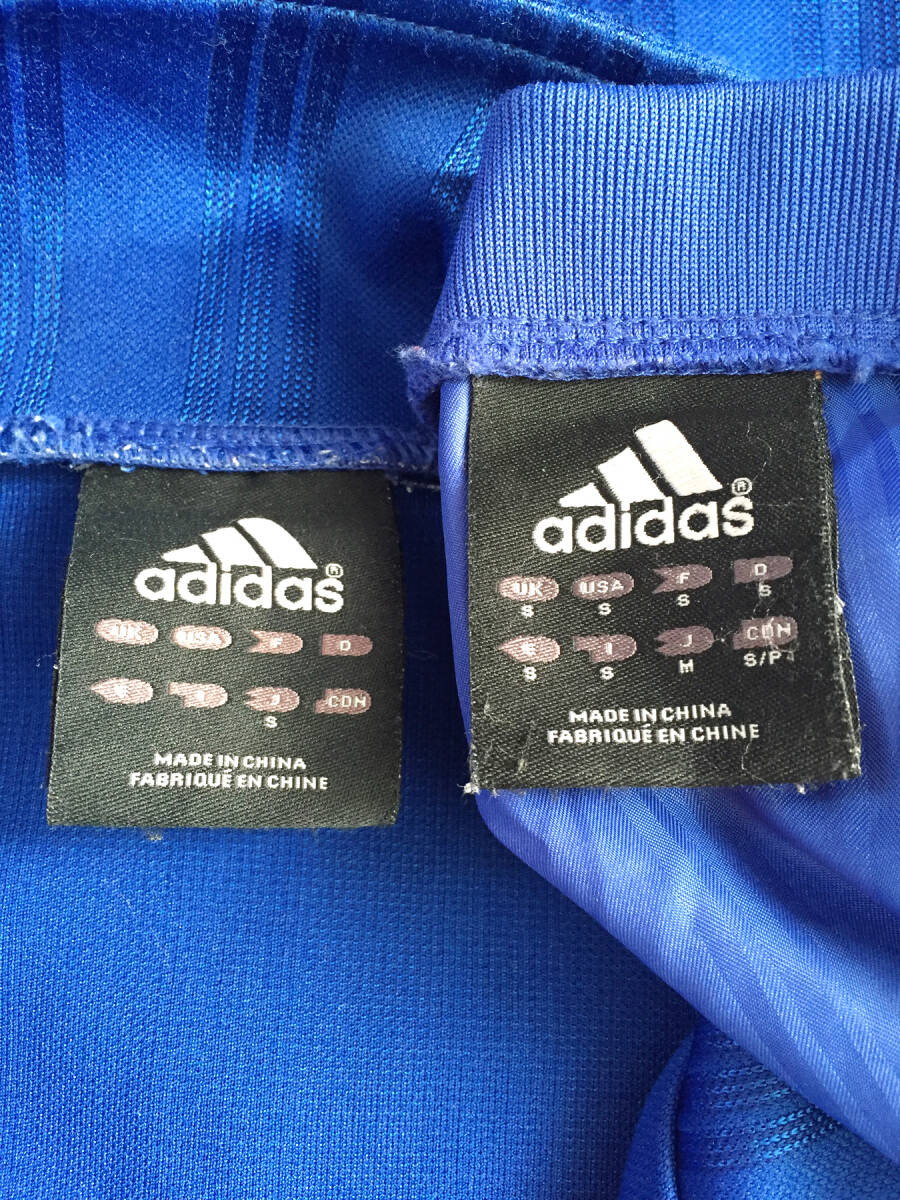 adidas®
UK USA F D
E I J CDN
S
MADE IN CHINA
FABRIQUÉ EN CHINE
adidas®
UK USA F D
S S S 5
E I J CDN
S S M S/P
MADE IN CHINA
FABRIQUÉ EN CHINE